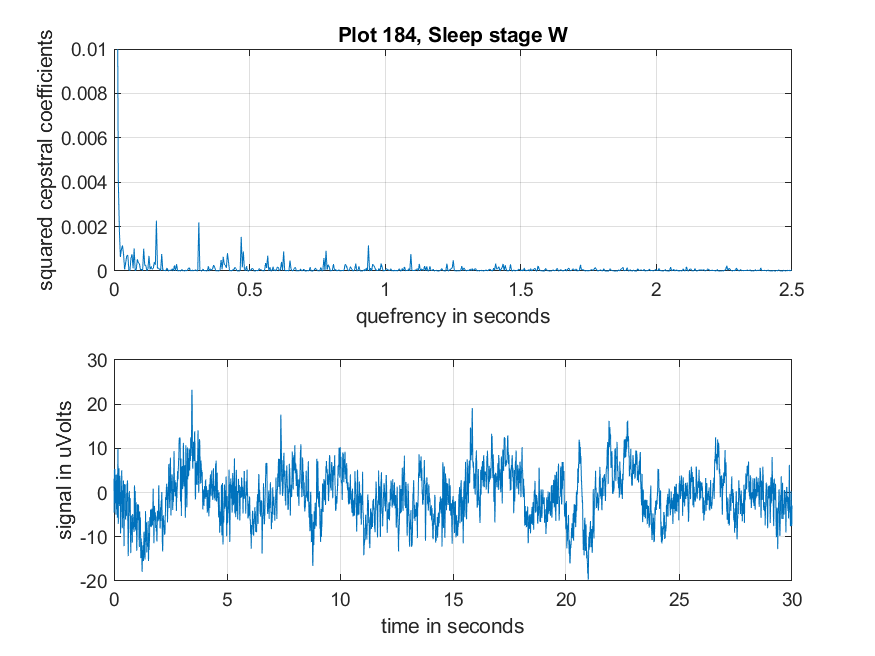 Plot 184, Sleep stage W
squared cepstral coefficients
0.01
0.008
0.006
0.004
0.002
0
0 0.5 1 1.5 2 2.5
quefrency in seconds
signal in uVolts
30
20
10
0
-10
-20
0 5 10 15 20 25 30
time in seconds